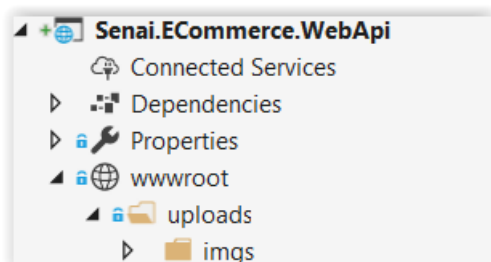 Senai.ECommerce.WebApi
Connected Services
Dependencies
Properties
wwwroot
uploads
imgs